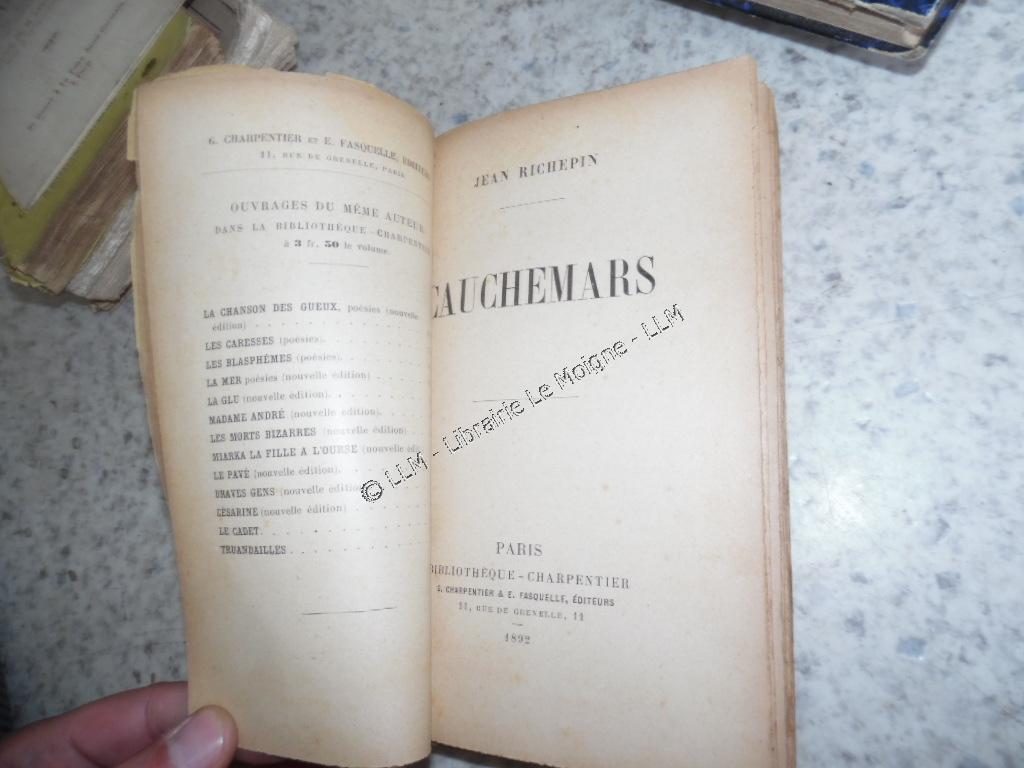 G. CHARPENTIER ET E. FASQUELLE,
11, RUE DE GRENELLE, PARIS
OUVRAGES DU MÊME AUTEUR
DANS LA BIBLIOTHÈQUE-CHARPENTIER
à 3 fr. 50 le volume.
LA CHANSON DES GUEUX, poésies (nouvelle
édition) . . . . . . . . . . .
LES CARESSES (poésies). . . . . . . .
LES BLASPHÈMES (poésies). . . . . . .
LA MER poésies (nouvelle édition) . . . .
LA GLU (nouvelle édition). . . . . . .
MADAME ANDRÉ (nouvelle édition). . . .
LES MORTS BIZARRES (nouvelle édition) . .
MIARKA LA FILLE A L'OURSE (nouvelle édi
LE PAVÉ (nouvelle édition). . . . . . .
BRAVES GENS (nouvelle édition) . . . .
CÉSARINE (nouvelle édition) . . . . .
LE CADET. . . . . . . . . . . .
TRUANDAILLES . . . . . . . . . .
JEAN RICHEPIN
CAUCHEMARS
PARIS
BIBLIOTHÈQUE-CHARPENTIER
G. CHARPENTIER & E. FASQUELLE, ÉDITEURS
11, RUE DE GRENELLE, 11
1892
© LLM - Librairie Le Moigne - LLM